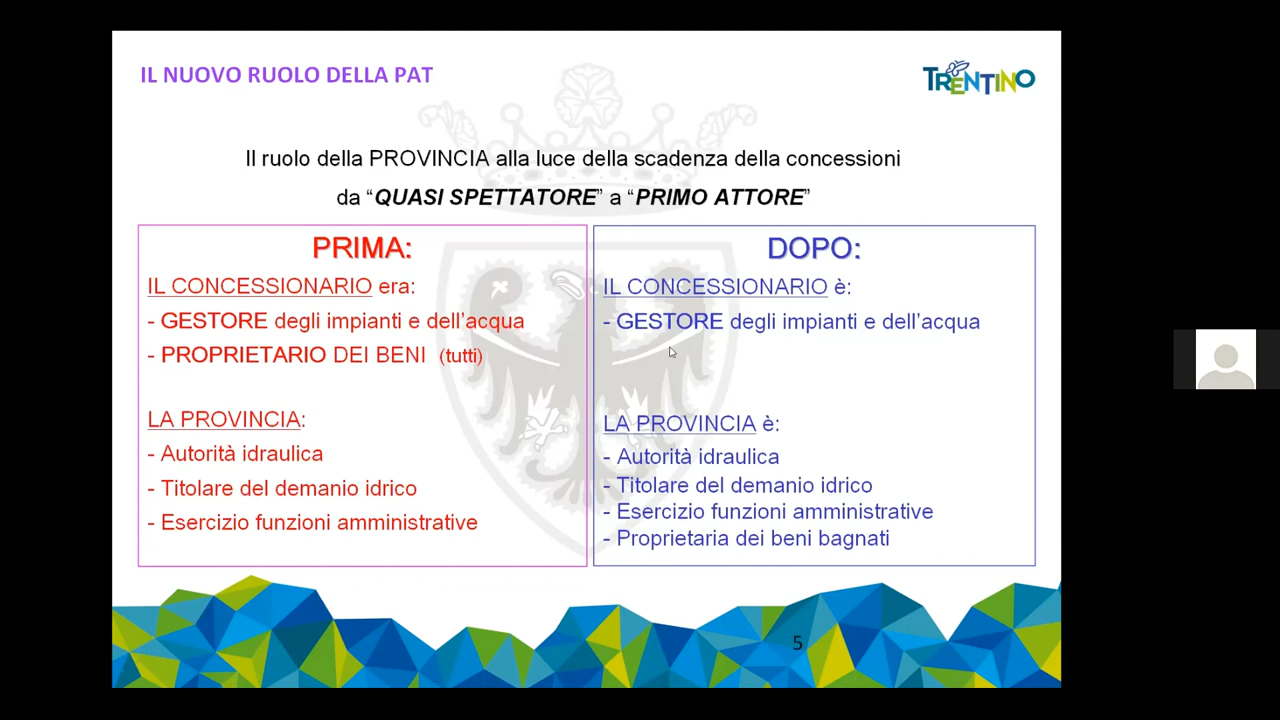 IL NUOVO RUOLO DELLA PAT
TRENTINO
Il ruolo della PROVINCIA alla luce della scadenza della concessioni
da “QUASI SPETTATORE” a “PRIMO ATTORE”
PRIMA:
IL CONCESSIONARIO era:
- GESTORE degli impianti e dell’acqua
- PROPRIETARIO DEI BENI (tutti)
LA PROVINCIA:
- Autorità idraulica
- Titolare del demanio idrico
- Esercizio funzioni amministrative
DOPO:
IL CONCESSIONARIO è:
- GESTORE degli impianti e dell’acqua
LA PROVINCIA è:
- Autorità idraulica
- Titolare del demanio idrico
- Esercizio funzioni amministrative
- Proprietaria dei beni bagnati
5